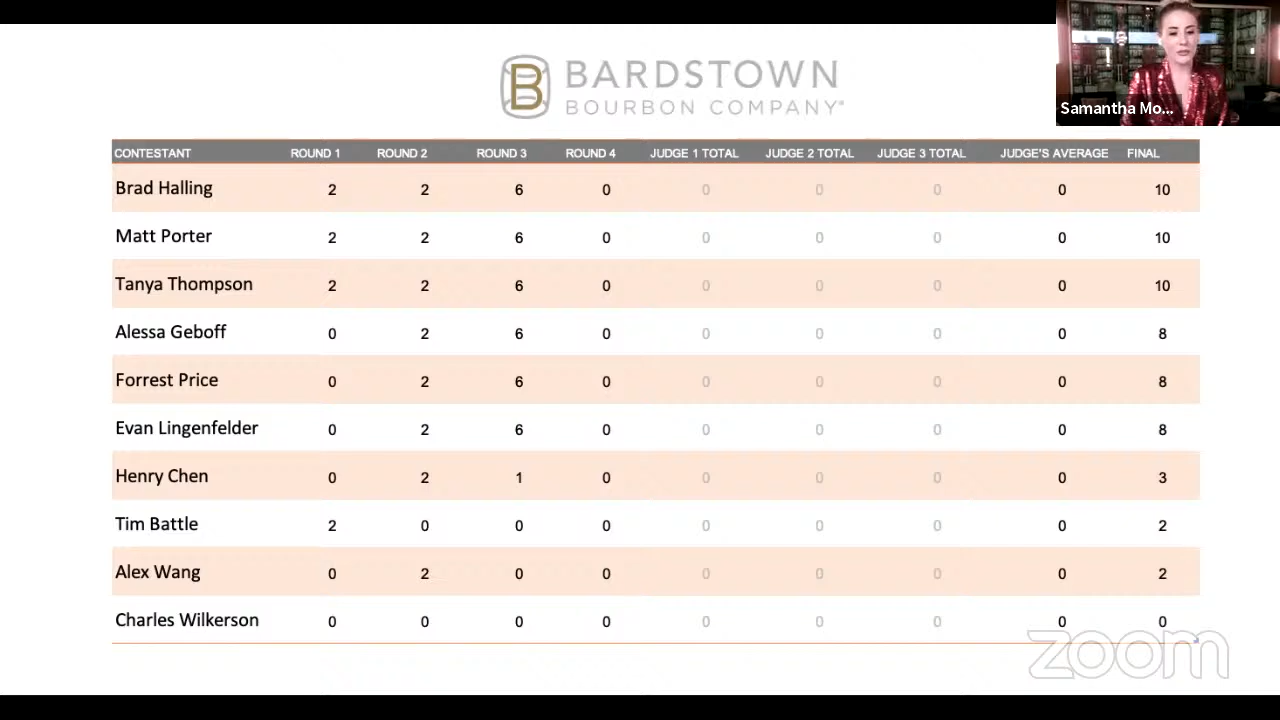 BARDSTOWN
BOURBON COMPANY®
Samantha Mo...
CONTESTANT ROUND 1 ROUND 2 ROUND 3 ROUND 4 JUDGE 1 TOTAL JUDGE 2 TOTAL JUDGE 3 TOTAL JUDGE'S AVERAGE FINAL
Brad Halling 2 2 6 0 0 0 0 0 10
Matt Porter 2 2 6 0 0 0 0 0 10
Tanya Thompson 2 2 6 0 0 0 0 0 10
Alessa Geboff 0 2 6 0 0 0 0 0 8
Forrest Price 0 2 6 0 0 0 0 0 8
Evan Lingenfelder 0 2 6 0 0 0 0 0 8
Henry Chen 0 2 1 0 0 0 0 0 3
Tim Battle 2 0 0 0 0 0 0 0 2
Alex Wang 0 2 0 0 0 0 0 0 2
Charles Wilkerson 0 0 0 0 0 0 0 0 0
zoom